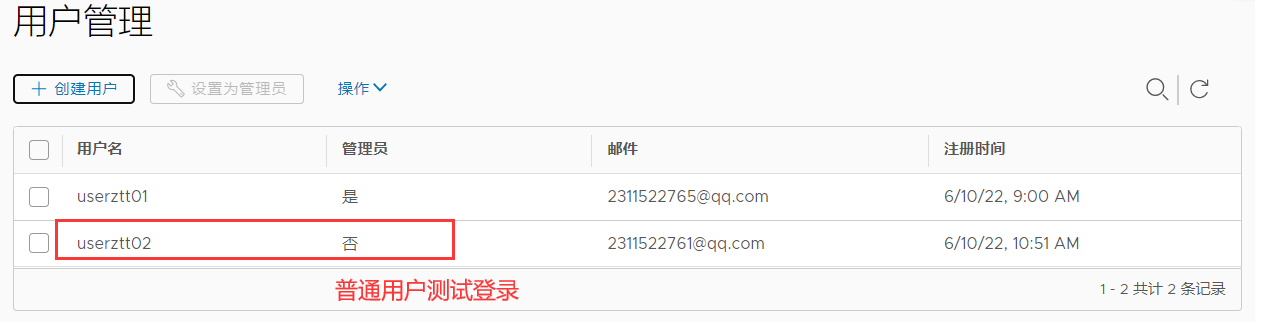 用户管理
创建用户 设置为管理员 操作
用户名 管理员 邮件 注册时间
userztt01 是 2311522765@qq.com 6/10/22, 9:00 AM
userztt02 否 2311522761@qq.com 6/10/22, 10:51 AM
普通用户测试登录
1 - 2 共计 2 条记录